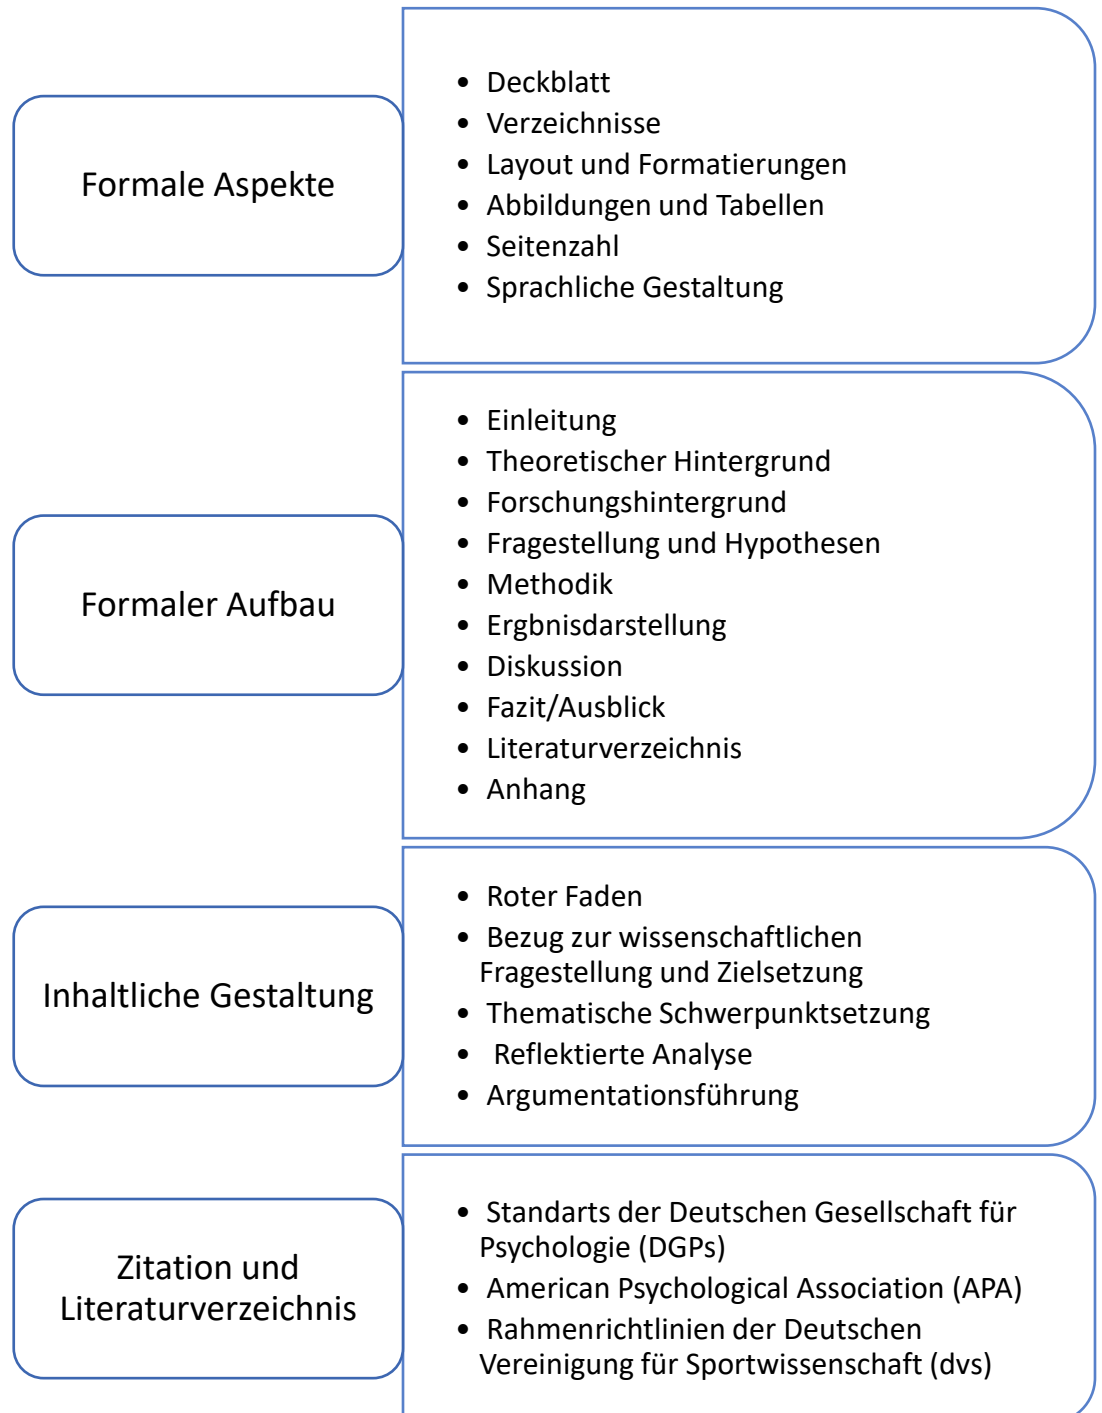 Formale Aspekte
• Deckblatt
• Verzeichnisse
• Layout und Formatierungen
• Abbildungen und Tabellen
• Seitenzahl
• Sprachliche Gestaltung
Formaler Aufbau
• Einleitung
• Theoretischer Hintergrund
• Forschungshintergrund
• Fragestellung und Hypothesen
• Methodik
• Ergbnisdarstellung
• Diskussion
• Fazit/Ausblick
• Literaturverzeichnis
• Anhang
Inhaltliche Gestaltung
• Roter Faden
• Bezug zur wissenschaftlichen
Fragestellung und Zielsetzung
• Thematische Schwerpunktsetzung
• Reflektierte Analyse
• Argumentationsführung
Zitation und
Literaturverzeichnis
• Standarts der Deutschen Gesellschaft für
Psychologie (DGPs)
• American Psychological Association (APA)
• Rahmenrichtlinien der Deutschen
Vereinigung für Sportwissenschaft (dvs)